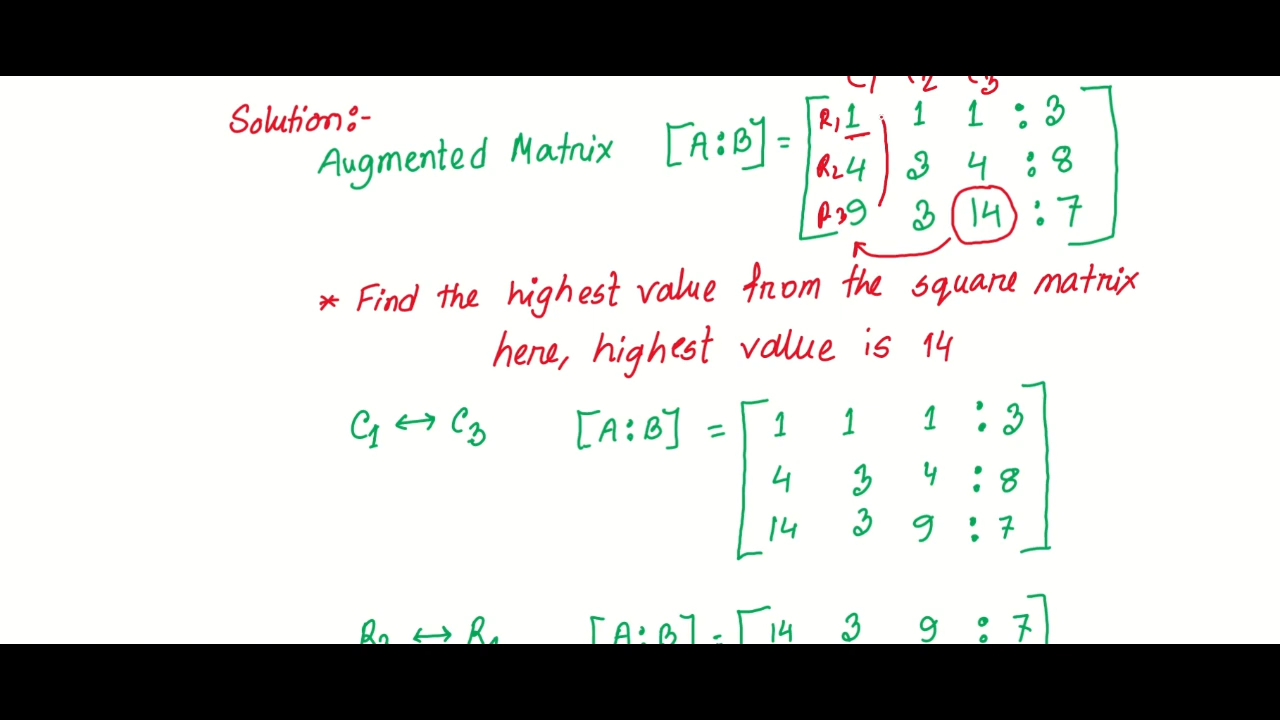 C1 C2 C3
Solution:-
Augmented Matrix [A:B] =
R1 1 1 1 : 3
R2 4 3 4 : 8
R3 9 3 14 : 7
* Find the highest value from the square matrix
here, highest value is 14
C1 ↔ C3 [A:B] =
1 1 1 : 3
4 3 4 : 8
14 3 9 : 7
R3 ↔ R1 [A:B] = 14 3 9 : 7